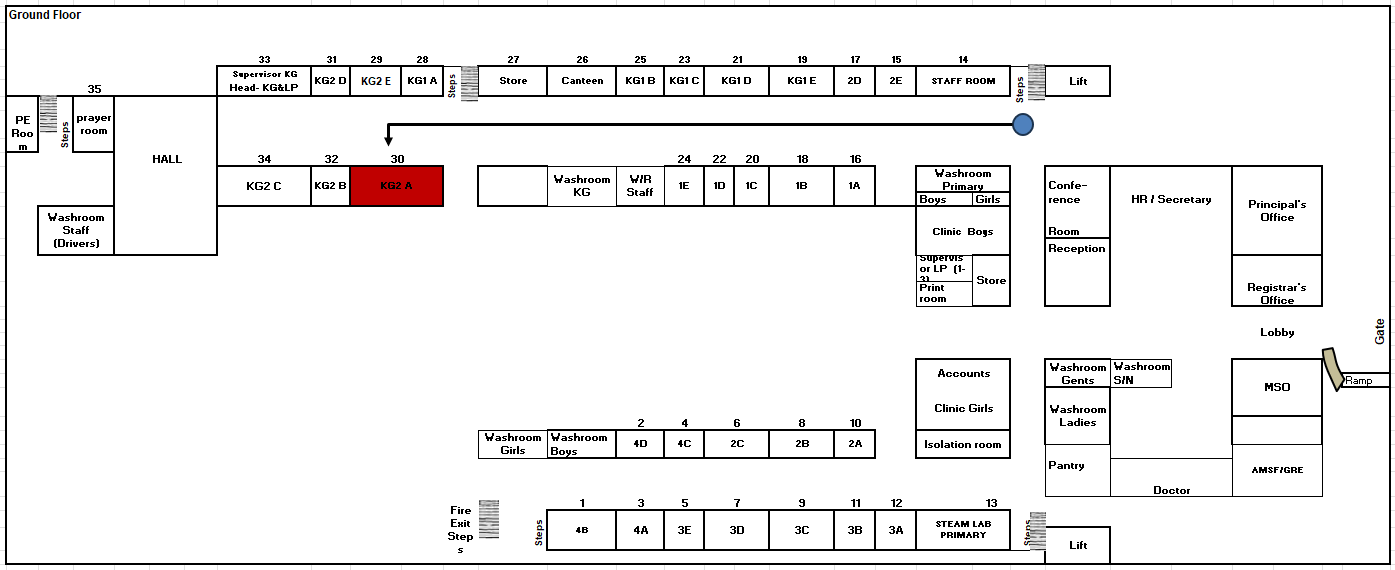 Ground Floor
33 31 29 28 27 26 25 23 21 19 17 15 14
Supervisor KG
Head- KG&LP
KG2 D
KG2 E
KG1 A
Steps
Store
Canteen
KG1 B
KG1 C
KG1 D
KG1 E
2D
2E
STAFF ROOM
Steps
Lift
35
PE
Roo
m
Steps
prayer
room
HALL
34 32 30
KG2 C
KG2 B
KG2 A
24 22 20 18 16
Washroom
KG
W/R
Staff
1E
1D
1C
1B
1A
Washroom
Primary
Boys
Girls
Clinic Boys
Supervis
or LP (1-
3)
Print
room
Store
Confe-
rence
Room
Reception
HR / Secretary
Principal's
Office
Registrar's
Office
Washroom
Staff
(Drivers)
Lobby
Gate
Ramp
Accounts
Clinic Girls
Isolation room
Washroom
Gents
Washroom
S/N
Washroom
Ladies
Pantry
Doctor
MSO
AMSF/GRE
2 4 6 8 10
Washroom
Girls
Washroom
Boys
4D
4C
2C
2B
2A
Fire
Exit
Step
s
Steps
1 3 5 7 9 11 12 13
4B
4A
3E
3D
3C
3B
3A
STEAM LAB
PRIMARY
Steps
Lift